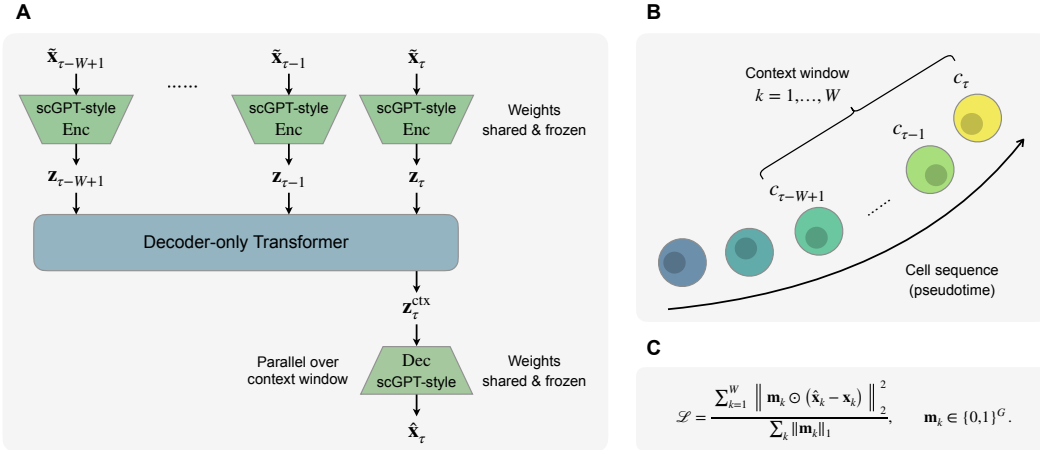 A
x̃_{τ−W+1}
......
x̃_{τ−1}
x̃_τ
scGPT-style
Enc
scGPT-style
Enc
scGPT-style
Enc
Weights
shared & frozen
z_{τ−W+1}
z_{τ−1}
z_τ
Decoder-only Transformer
z_τ^{ctx}
Parallel over
context window
Dec
scGPT-style
Weights
shared & frozen
x̂_τ
B
Context window
k = 1,…, W
c_τ
c_{τ−1}
c_{τ−W+1}
......
Cell sequence
(pseudotime)
C
ℒ = ∑_{k=1}^{W} ‖ m_k ⊙ (x̂_k − x_k) ‖_2^2 / ∑_k ‖m_k‖_1, m_k ∈ {0,1}^G.